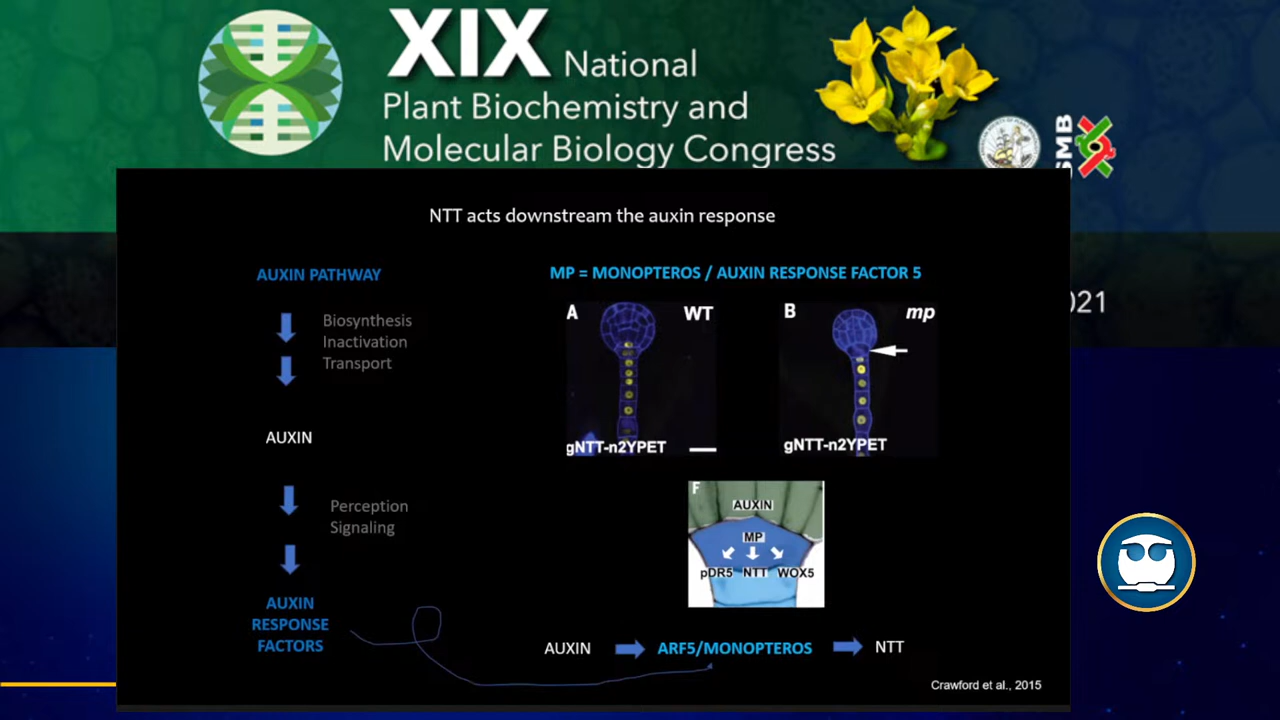 XIX National
Plant Biochemistry and
Molecular Biology Congress
SMB
021
NTT acts downstream the auxin response
AUXIN PATHWAY
Biosynthesis
Inactivation
Transport
AUXIN
Perception
Signaling
AUXIN
RESPONSE
FACTORS
MP = MONOPTEROS / AUXIN RESPONSE FACTOR 5
A WT
gNTT-n2YPET
B mp
gNTT-n2YPET
F
AUXIN
MP
pDR5 NTT WOX5
AUXIN ARF5/MONOPTEROS NTT
Crawford et al., 2015